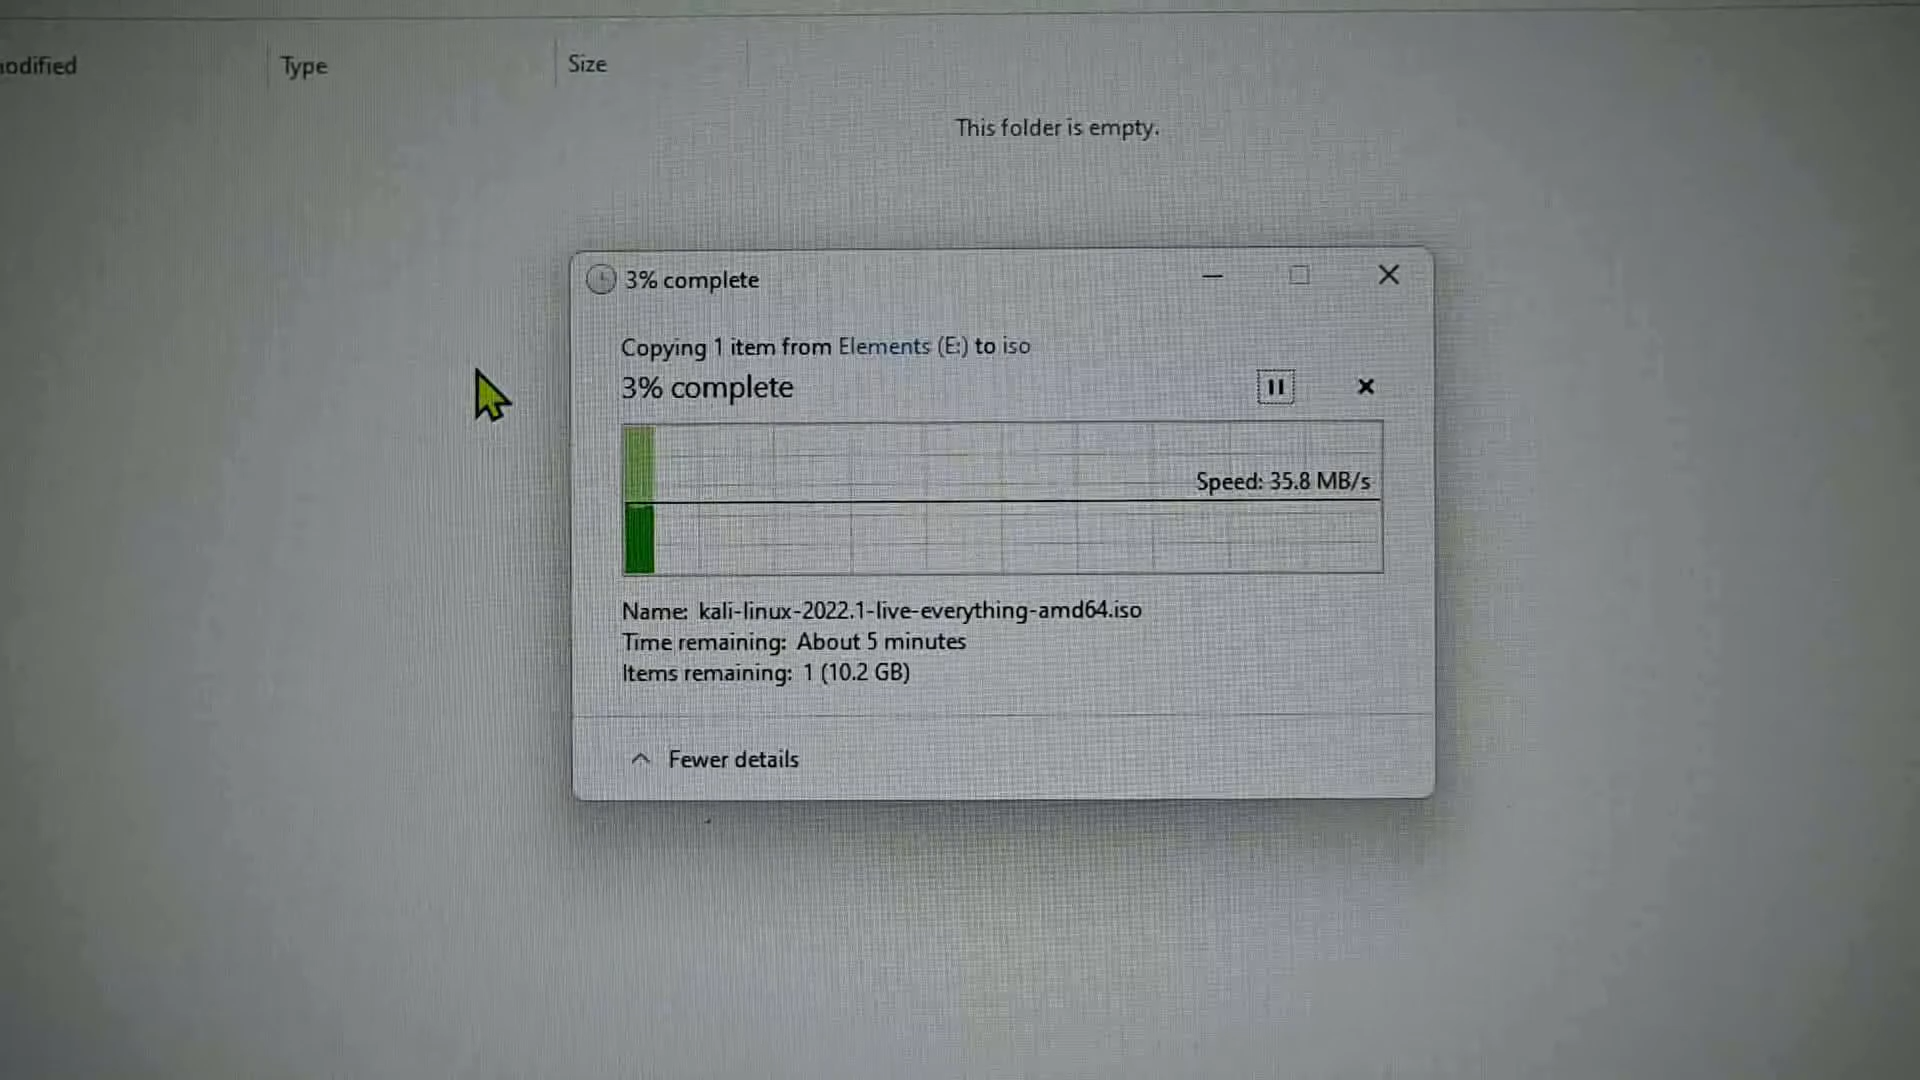 odified
Type
Size
This folder is empty.
3% complete
Copying 1 item from Elements (E:) to iso
3% complete
Speed: 35.8 MB/s
Name: kali-linux-2022.1-live-everything-amd64.iso
Time remaining: About 5 minutes
Items remaining: 1 (10.2 GB)
Fewer details